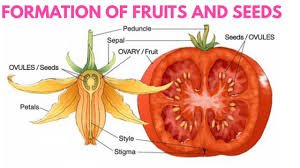 FORMATION OF FRUITS AND SEEDS
Peduncle
Sepal
OVARY / Fruit
Seeds / OVULES
OVULES / Seeds
Petals
Style
Stigma